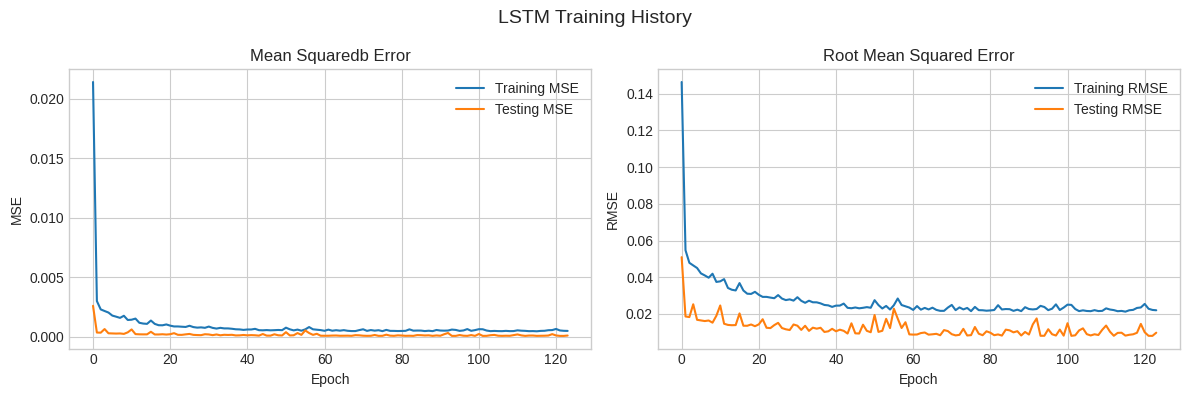 LSTM Training History
Mean Squaredb Error
Training MSE
Testing MSE
0.020
0.015
0.010
0.005
0.000
MSE
0 20 40 60 80 100 120
Epoch
Root Mean Squared Error
Training RMSE
Testing RMSE
0.14
0.12
0.10
0.08
0.06
0.04
0.02
RMSE
0 20 40 60 80 100 120
Epoch